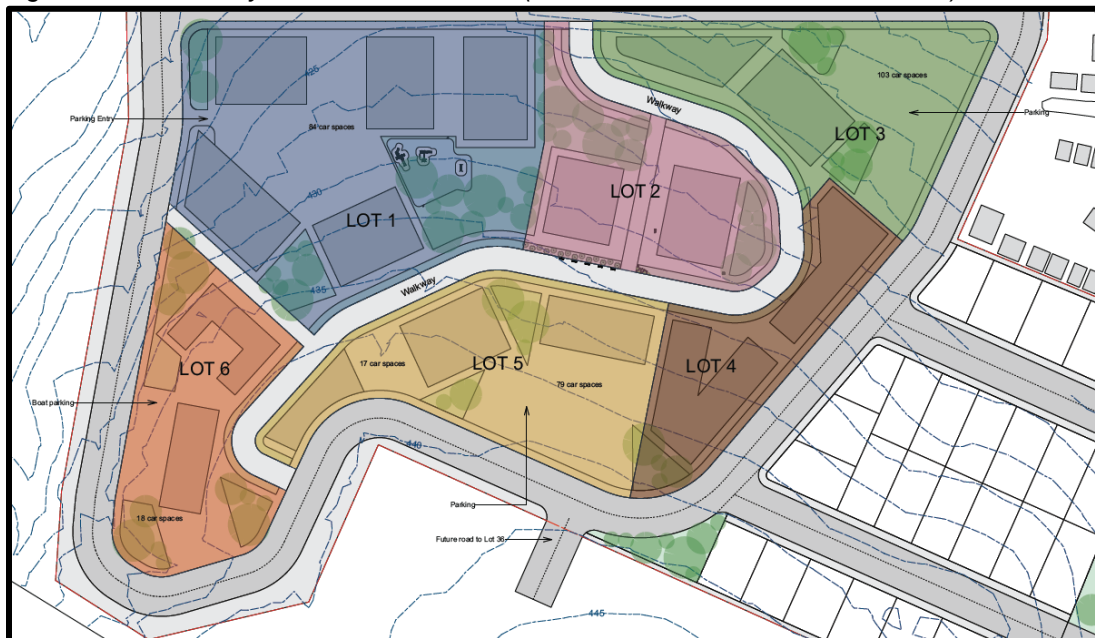 425
103 car spaces
Walkway
Parking Entry
Parking
84 car spaces
LOT 3
430
LOT 2
LOT 1
435
Walkway
LOT 6
17 car spaces
LOT 5
LOT 4
79 car spaces
Boat parking
440
Parking
18 car spaces
Future road to Lot 36
445